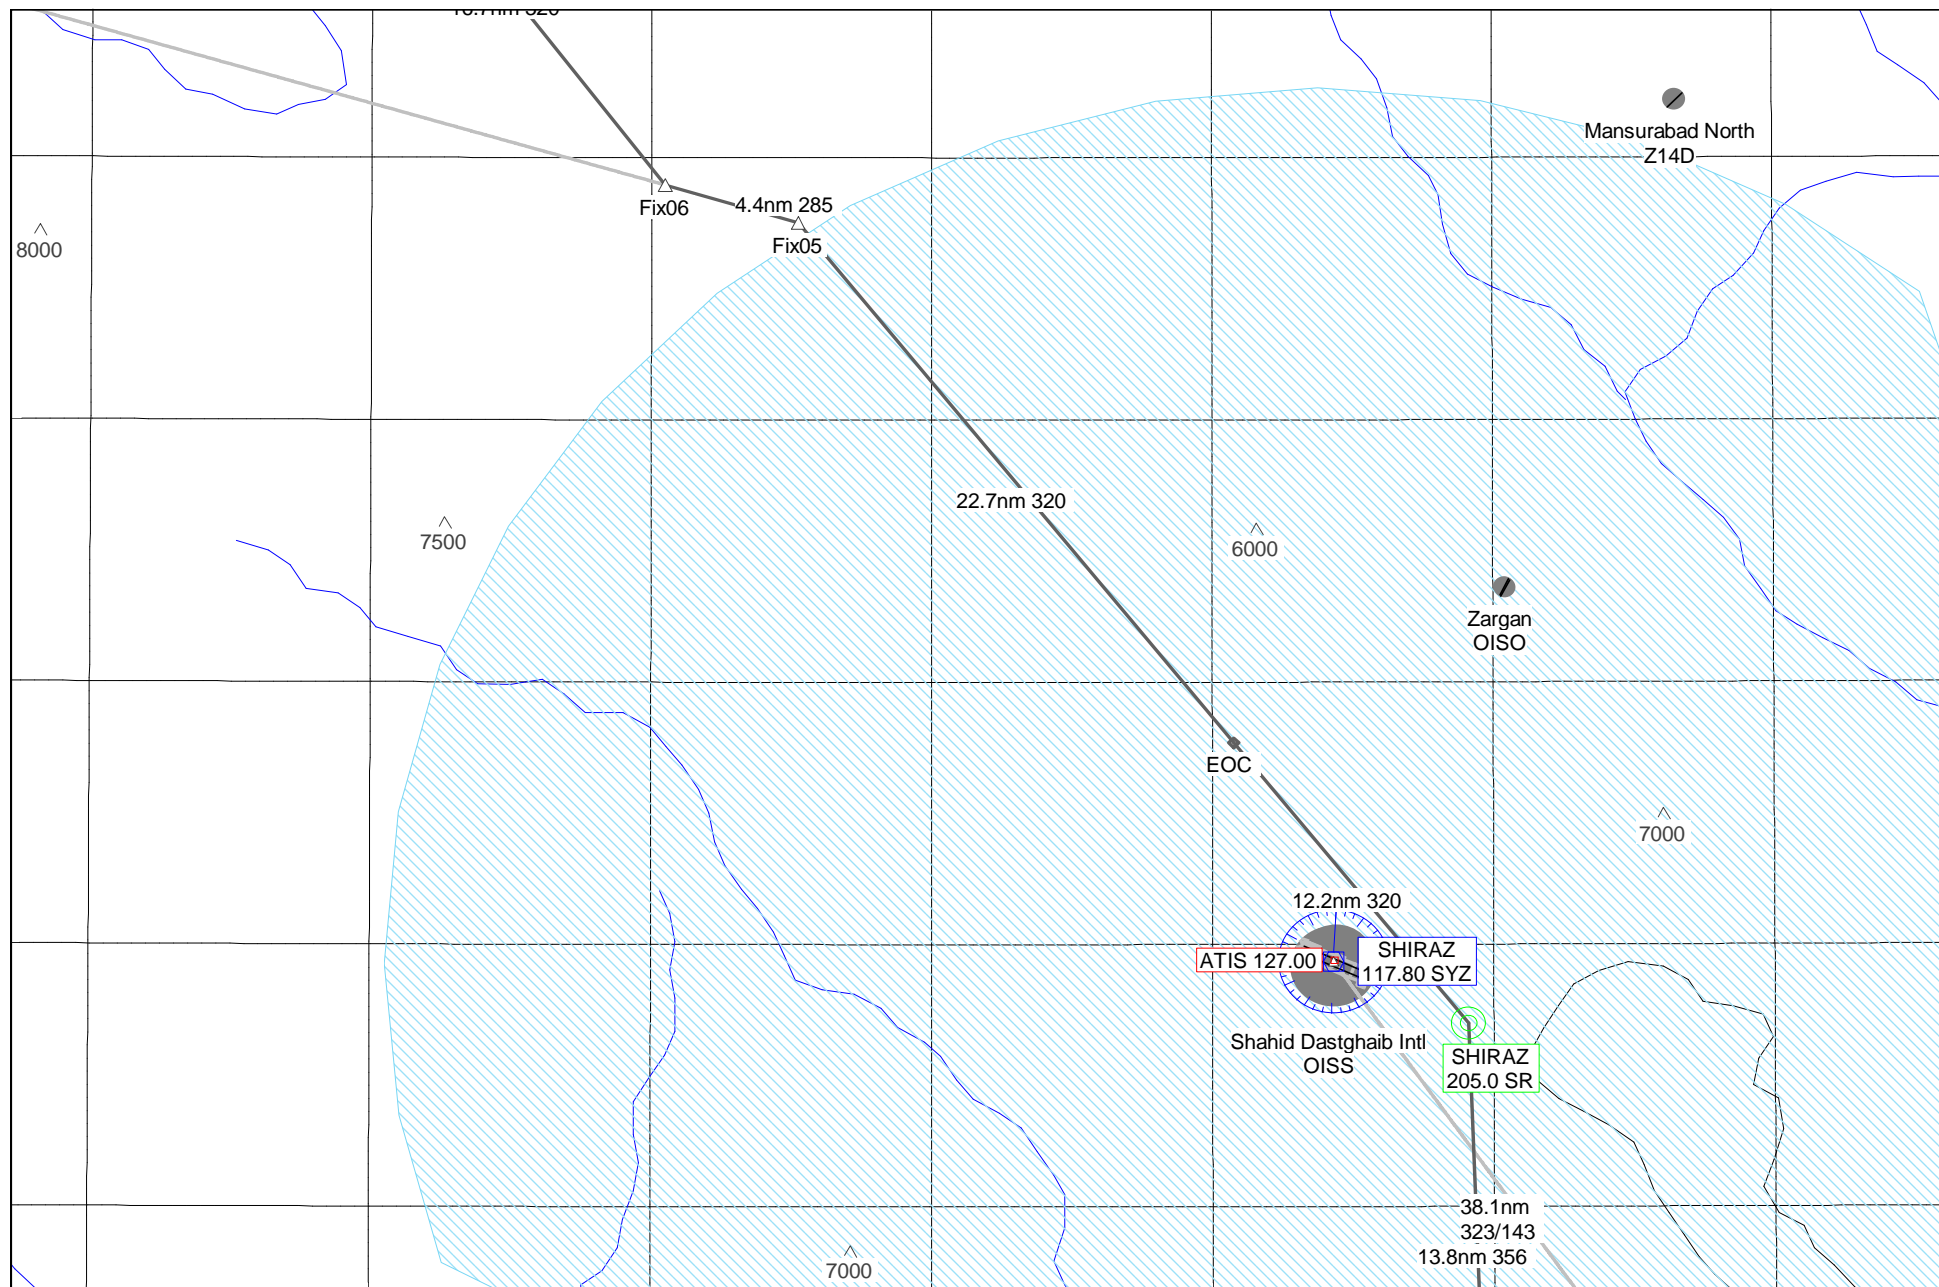 Mansurabad North
Z14D
Fix06
4.4nm 285
Fix05
8000
22.7nm 320
7500
6000
Zargan
OISO
EOC
7000
12.2nm 320
ATIS 127.00
SHIRAZ
117.80 SYZ
Shahid Dastghaib Intl
OISS
SHIRAZ
205.0 SR
38.1nm
323/143
13.8nm 356
7000